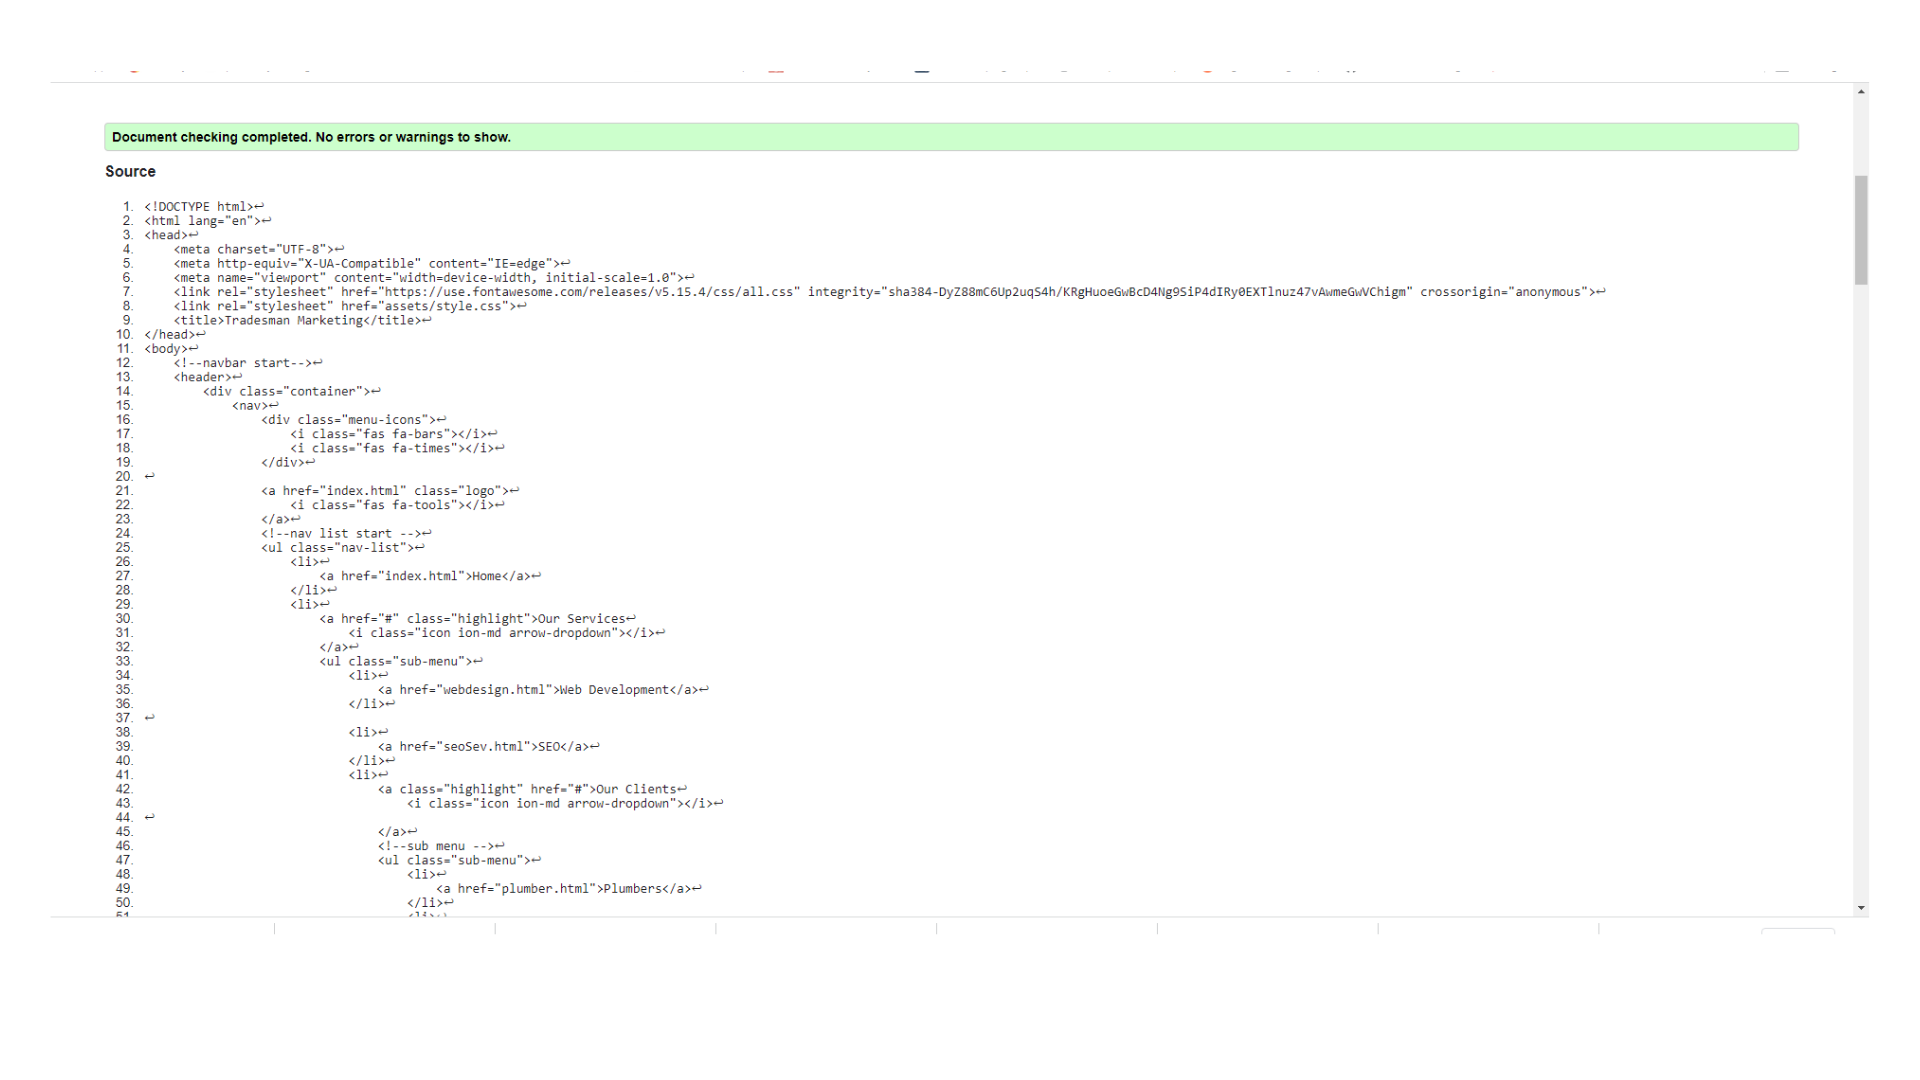 Document checking completed. No errors or warnings to show.
Source
1. <!DOCTYPE html>↩
2. <html lang="en">↩
3. <head>↩
4.     <meta charset="UTF-8">↩
5.     <meta http-equiv="X-UA-Compatible" content="IE=edge">↩
6.     <meta name="viewport" content="width=device-width, initial-scale=1.0">↩
7.     <link rel="stylesheet" href="https://use.fontawesome.com/releases/v5.15.4/css/all.css" integrity="sha384-DyZ88mC6Up2uqS4h/KRgHuoeGwBcD4Ng9SiP4dIRy0EXTlnuz47vAwmeGwVChigm" crossorigin="anonymous">↩
8.     <link rel="stylesheet" href="assets/style.css">↩
9.     <title>Tradesman Marketing</title>↩
10. </head>↩
11. <body>↩
12.     <!--navbar start-->↩
13.     <header>↩
14.         <div class="container">↩
15.             <nav>↩
16.                 <div class="menu-icons">↩
17.                     <i class="fas fa-bars"></i>↩
18.                     <i class="fas fa-times"></i>↩
19.                 </div>↩
20. ↩
21.                 <a href="index.html" class="logo">↩
22.                     <i class="fas fa-tools"></i>↩
23.                 </a>↩
24.                 <!--nav list start -->↩
25.                 <ul class="nav-list">↩
26.                     <li>↩
27.                         <a href="index.html">Home</a>↩
28.                     </li>↩
29.                     <li>↩
30.                         <a href="#" class="highlight">Our Services↩
31.                             <i class="icon ion-md arrow-dropdown"></i>↩
32.                         </a>↩
33.                         <ul class="sub-menu">↩
34.                             <li>↩
35.                                 <a href="webdesign.html">Web Development</a>↩
36.                             </li>↩
37. ↩
38.                             <li>↩
39.                                 <a href="seoSev.html">SEO</a>↩
40.                             </li>↩
41.                             <li>↩
42.                                 <a class="highlight" href="#">Our Clients↩
43.                                     <i class="icon ion-md arrow-dropdown"></i>↩
44. ↩
45.                                 </a>↩
46.                                 <!--sub menu -->↩
47.                                 <ul class="sub-menu">↩
48.                                     <li>↩
49.                                         <a href="plumber.html">Plumbers</a>↩
50.                                     </li>↩
51.                                     <li>↩